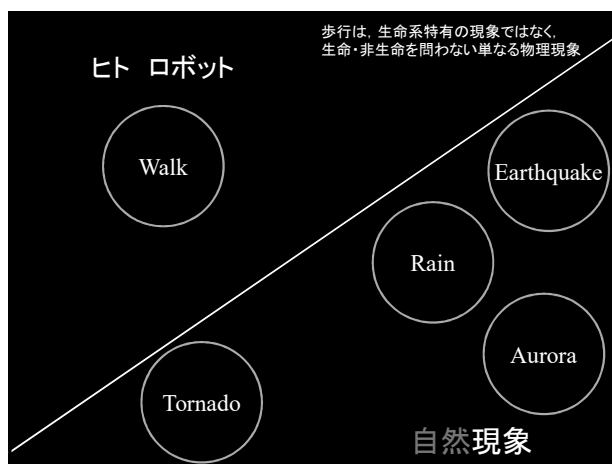 歩行は，生命系特有の現象ではなく，
生命・非生命を問わない単なる物理現象
ヒト　ロボット
Walk
Earthquake
Rain
Aurora
Tornado
自然現象